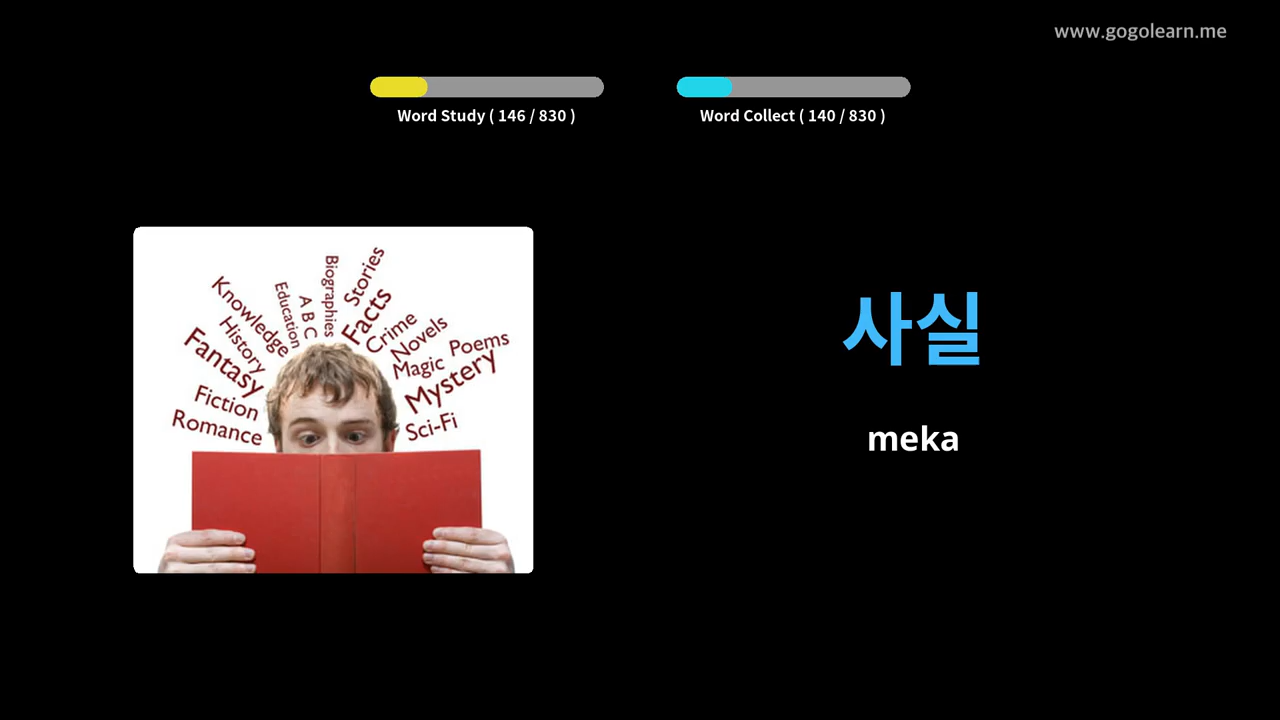 www.gogolearn.me
Word Study ( 146 / 830 )
Word Collect ( 140 / 830 )
Knowledge
History
Fantasy
Fiction
Romance
Education
A B C
Biographies
Stories
Facts
Crime
Novels
Magic
Poems
Mystery
Sci-Fi
사실
meka